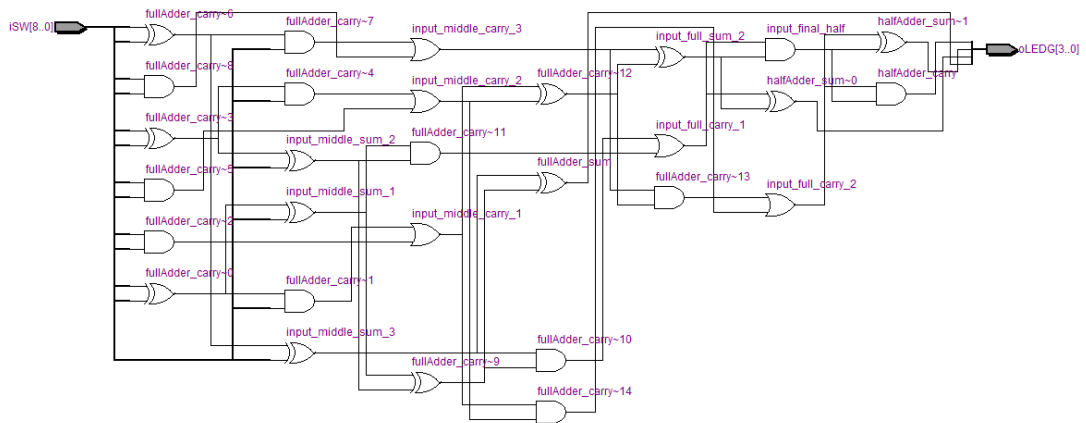 fullAdder_carry~6
iSW[8..0]
fullAdder_carry~7
input_middle_carry_3
input_full_sum_2
input_final_half
halfAdder_sum~1
oLEDG[3..0]
fullAdder_carry~8
fullAdder_carry~4
input_middle_carry_2
fullAdder_carry~12
halfAdder_sum~0
halfAdder_carry
fullAdder_carry~3
input_middle_sum_2
fullAdder_carry~11
input_full_carry_1
fullAdder_carry~5
input_middle_sum_1
fullAdder_sum
fullAdder_carry~13
input_full_carry_2
fullAdder_carry~2
input_middle_carry_1
fullAdder_carry~0
fullAdder_carry~1
input_middle_sum_3
fullAdder_carry~9
fullAdder_carry~10
fullAdder_carry~14